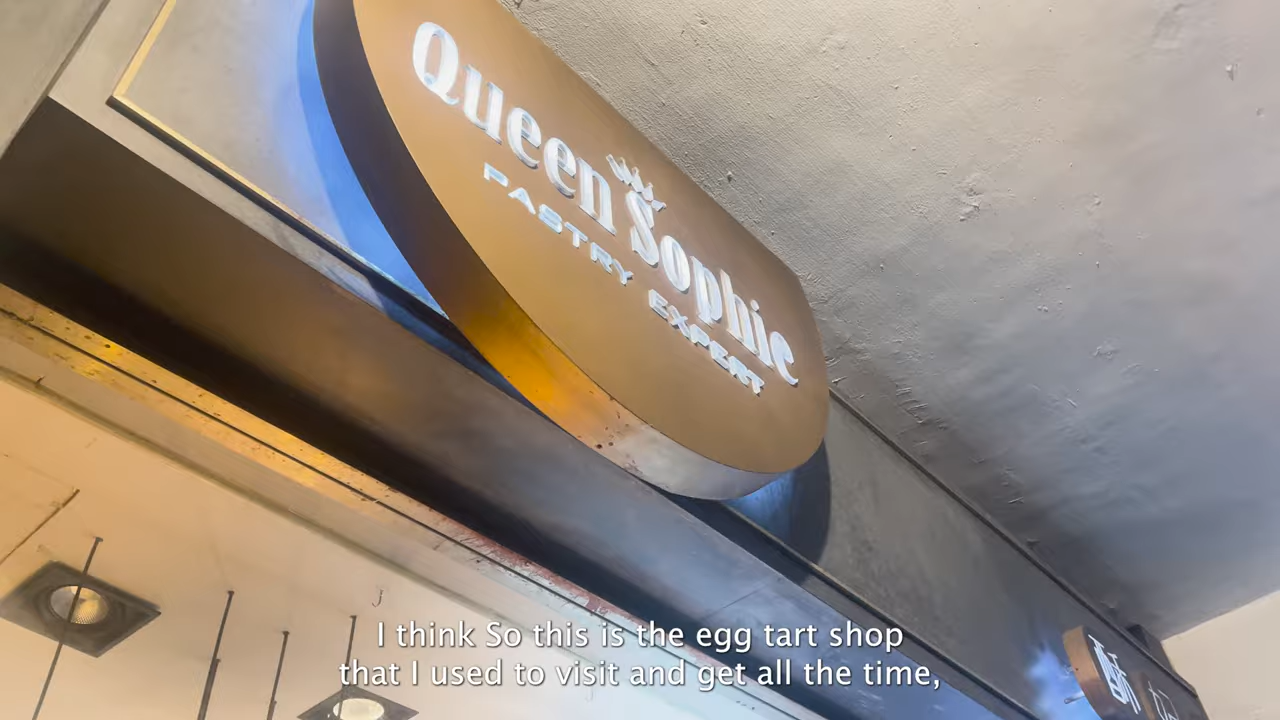 Queen Sophie
PASTRY EXPERT
I think So this is the egg tart shop
that I used to visit and get all the time,